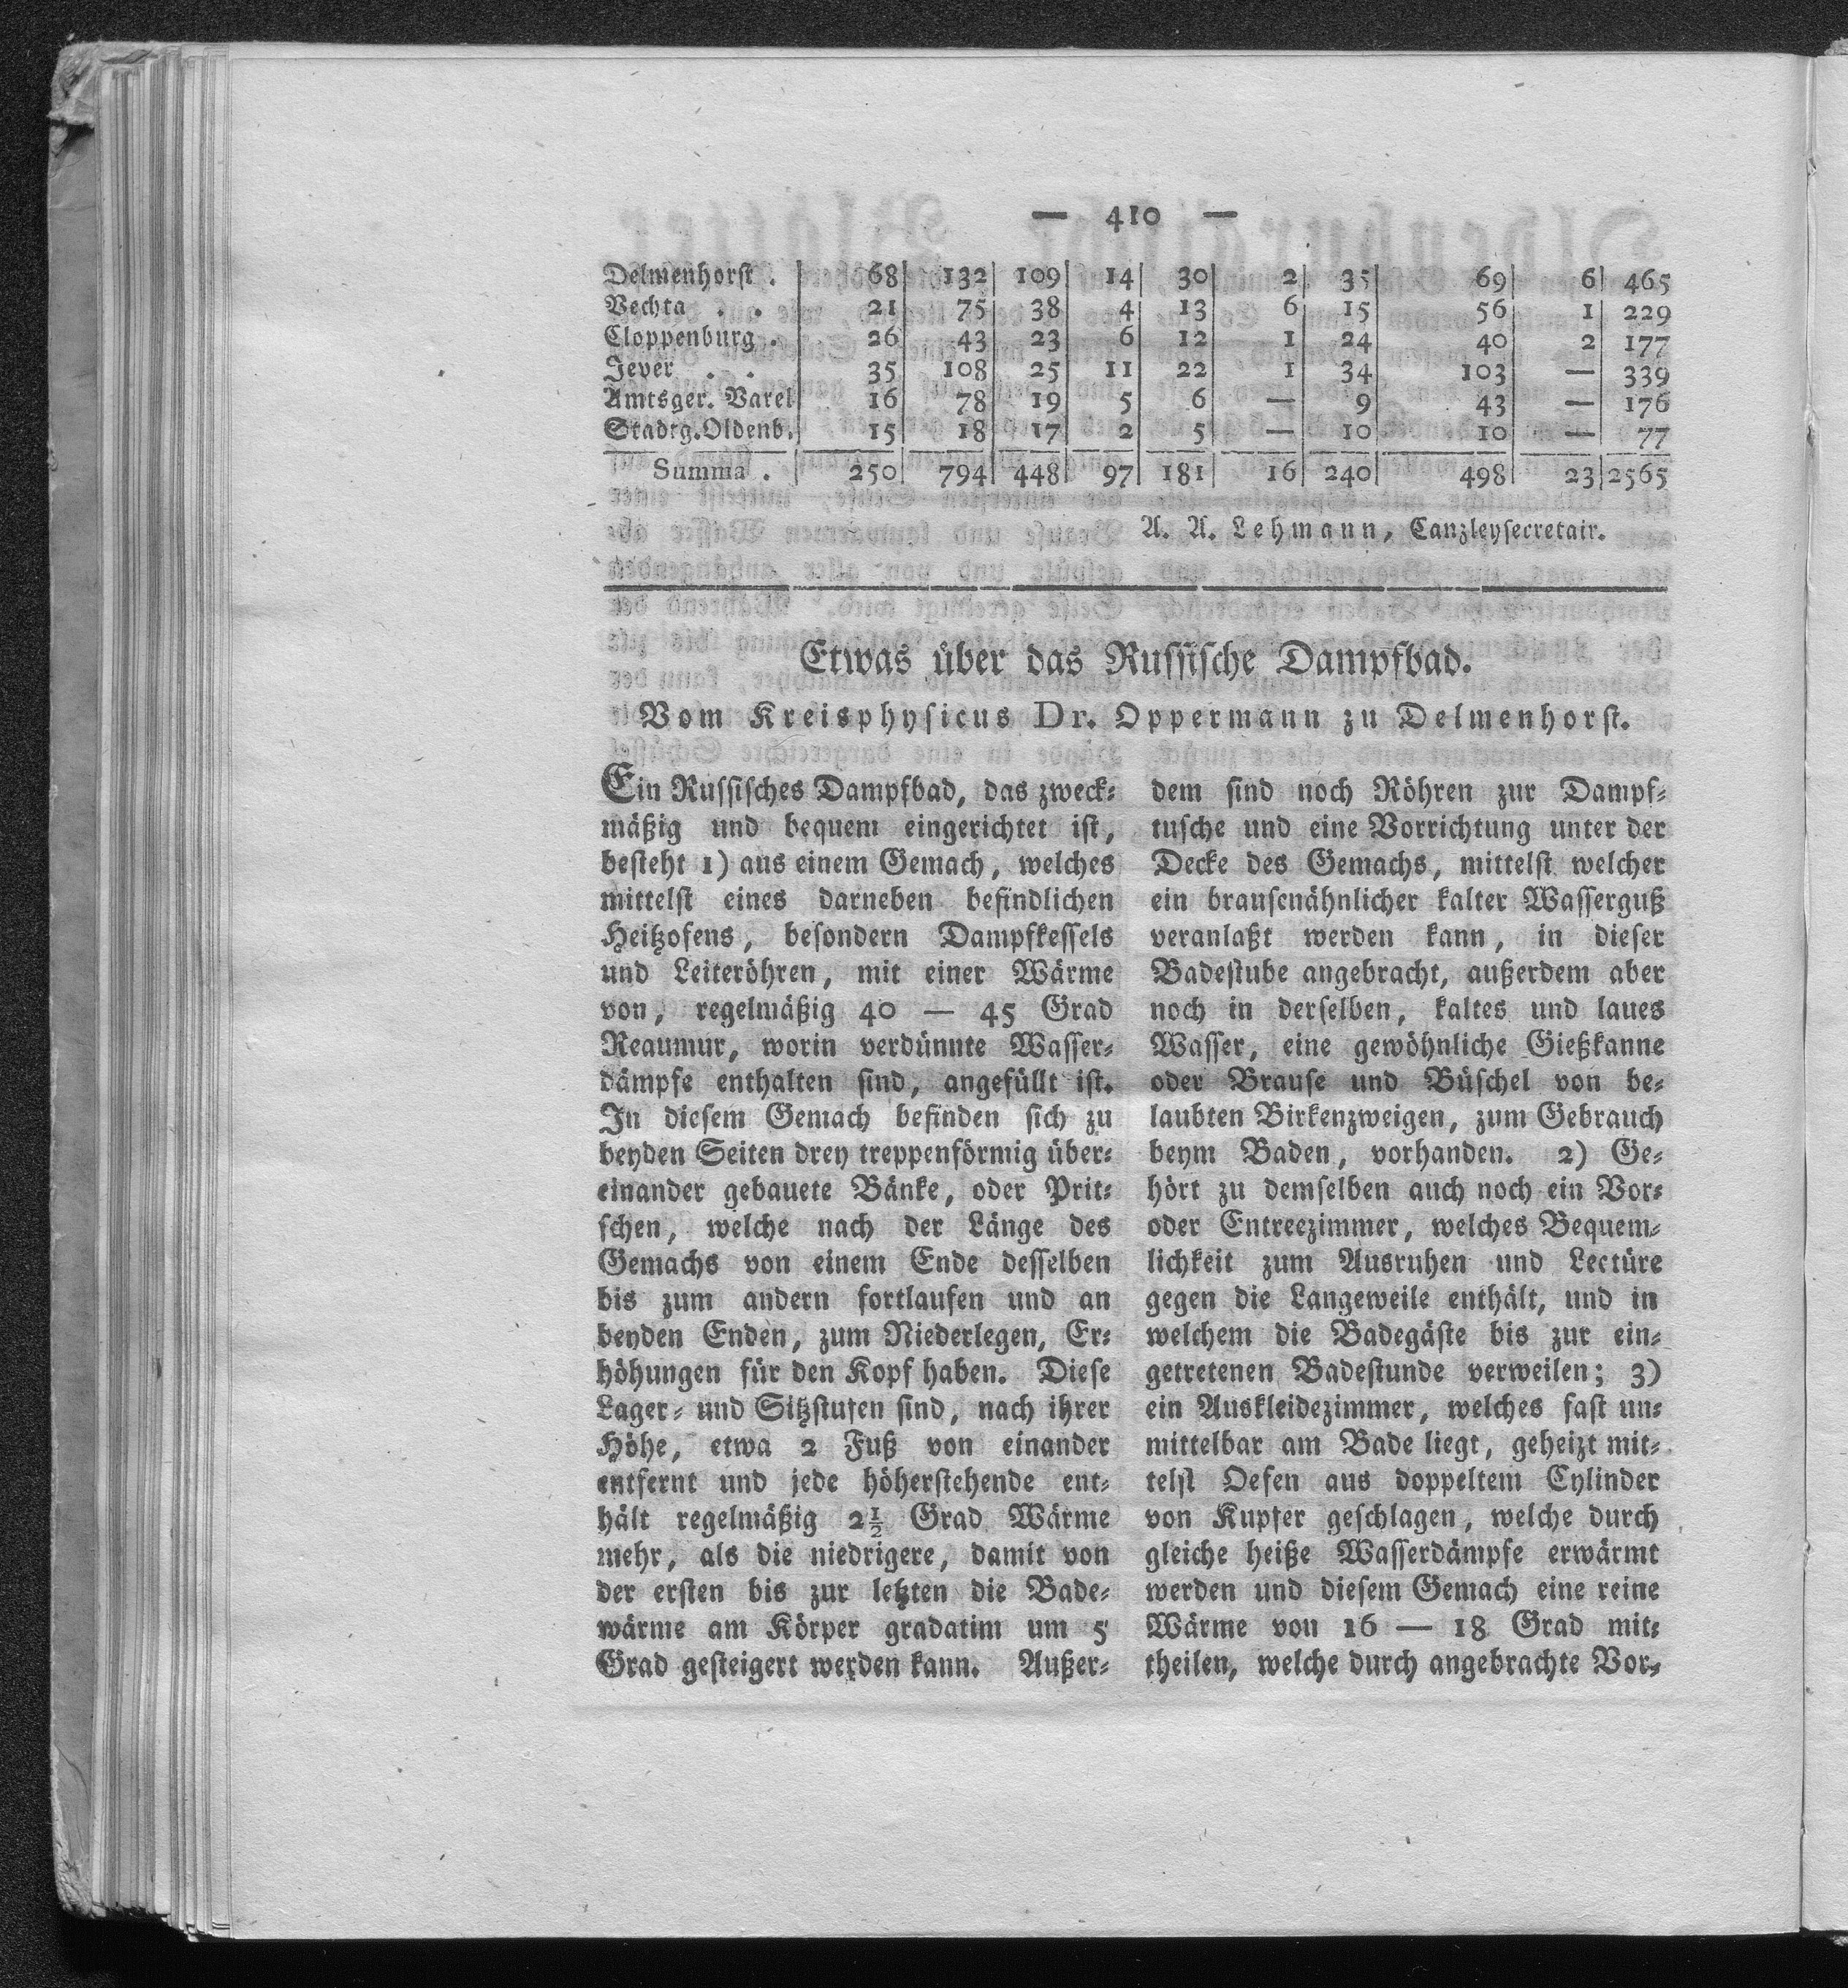 — 410 —
Delmenhorst . | 68 | 132 | 109 | 14 | 30 | 2 | 35 | 69 | 6 | 465
Vechta . . | 21 | 75 | 38 | 4 | 13 | 6 | 15 | 56 | 1 | 229
Cloppenburg . | 26 | 43 | 23 | 6 | 12 | 1 | 24 | 40 | 2 | 177
Jever . . | 35 | 108 | 25 | 11 | 22 | 1 | 34 | 103 | — | 339
Amtsger. Varel | 16 | 78 | 19 | 5 | 6 | — | 9 | 43 | — | 176
Stadtg. Oldenb. | 15 | 18 | 17 | 2 | 5 | — | 10 | 10 | — | 77
Summa . | 250 | 794 | 448 | 97 | 181 | 16 | 240 | 498 | 23 | 2565
A. A. Lehmann, Canzleysecretair.
Etwas über das Russische Dampfbad.
Vom Kreisphysicus Dr. Oppermann zu Delmenhorst.
Ein Russisches Dampfbad, das zweck-
mäßig und bequem eingerichtet ist,
besteht 1) aus einem Gemach, welches
mittelst eines darneben befindlichen
Heitzofens, besondern Dampfkessels
und Leiteröhren, mit einer Wärme
von, regelmäßig 40 — 45 Grad
Reaumur, worin verdünnte Wasser-
dämpfe enthalten sind, angefüllt ist.
In diesem Gemach befinden sich zu
beyden Seiten drey treppenförmig über-
einander gebauete Bänke, oder Prit-
schen, welche nach der Länge des
Gemachs von einem Ende desselben
bis zum andern fortlaufen und an
beyden Enden, zum Niederlegen, Er-
höhungen für den Kopf haben. Diese
Lager- und Sitzstufen sind, nach ihrer
Höhe, etwa 2 Fuß von einander
entfernt und jede höherstehende ent-
hält regelmäßig 2½ Grad Wärme
mehr, als die niedrigere, damit von
der ersten bis zur letzten die Bade-
wärme am Körper gradatim um 5
Grad gesteigert werden kann. Außer-
dem sind noch Röhren zur Dampf-
tusche und eine Vorrichtung unter der
Decke des Gemachs, mittelst welcher
ein brausenähnlicher kalter Wasserguß
veranlaßt werden kann, in dieser
Badestube angebracht, außerdem aber
noch in derselben, kaltes und laues
Wasser, eine gewöhnliche Gießkanne
oder Brause und Büschel von be-
laubten Birkenzweigen, zum Gebrauch
beym Baden, vorhanden. 2) Ge-
hört zu demselben auch noch ein Vor-
oder Entreezimmer, welches Bequem-
lichkeit zum Ausruhen und Lectüre
gegen die Langeweile enthält, und in
welchem die Badegäste bis zur ein-
getretenen Badestunde verweilen; 3)
ein Auskleidezimmer, welches fast un-
mittelbar am Bade liegt, geheizt mit-
telst Oefen aus doppeltem Cylinder
von Kupfer geschlagen, welche durch
gleiche heiße Wasserdämpfe erwärmt
werden und diesem Gemach eine reine
Wärme von 16 — 18 Grad mit-
theilen, welche durch angebrachte Vor-